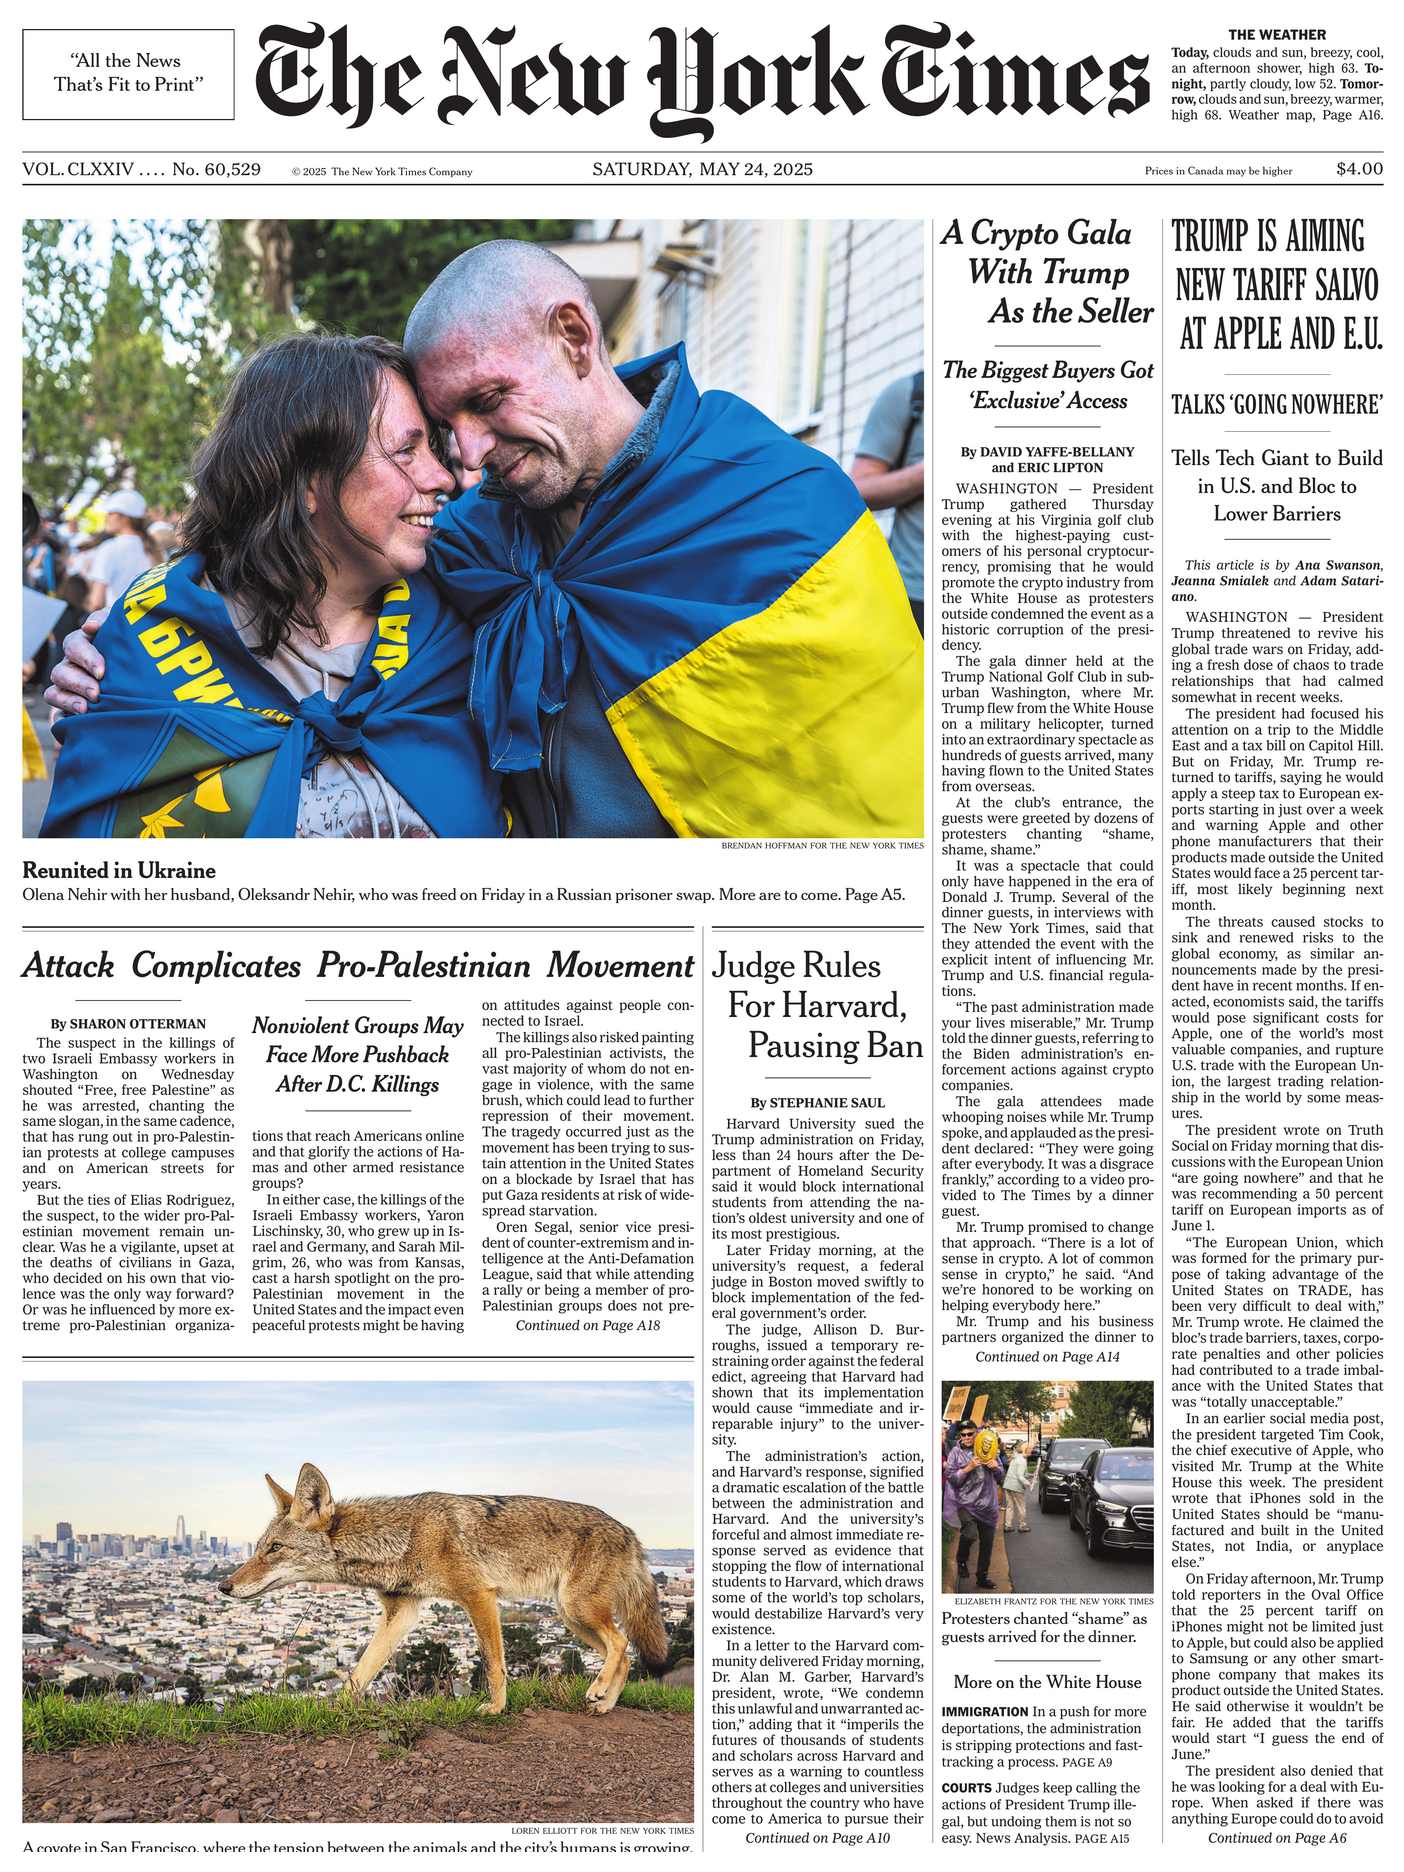 "All the News
That's Fit to Print"
The New York Times
THE WEATHER
Today, clouds and sun, breezy, cool,
an afternoon shower, high 63. To-
night, partly cloudy, low 52. Tomor-
row, clouds and sun, breezy, warmer,
high 68. Weather map, Page A16.
VOL. CLXXIV .... No. 60,529
© 2025 The New York Times Company
SATURDAY, MAY 24, 2025
Prices in Canada may be higher
$4.00
НА БРИ
BRENDAN HOFFMAN FOR THE NEW YORK TIMES
Reunited in Ukraine
Olena Nehir with her husband, Oleksandr Nehir, who was freed on Friday in a Russian prisoner swap. More are to come. Page A5.
Attack Complicates Pro-Palestinian Movement
By SHARON OTTERMAN
The suspect in the killings of
two Israeli Embassy workers in
Washington on Wednesday
shouted "Free, free Palestine" as
he was arrested, chanting the
same slogan, in the same cadence,
that has rung out in pro-Palestin-
ian protests at college campuses
and on American streets for
years.
But the ties of Elias Rodriguez,
the suspect, to the wider pro-Pal-
estinian movement remain un-
clear. Was he a vigilante, upset at
the deaths of civilians in Gaza,
who decided on his own that vio-
lence was the only way forward?
Or was he influenced by more ex-
treme pro-Palestinian organiza-
Nonviolent Groups May
Face More Pushback
After D.C. Killings
tions that reach Americans online
and that glorify the actions of Ha-
mas and other armed resistance
groups?
In either case, the killings of the
Israeli Embassy workers, Yaron
Lischinsky, 30, who grew up in Is-
rael and Germany, and Sarah Mil-
grim, 26, who was from Kansas,
cast a harsh spotlight on the pro-
Palestinian movement in the
United States and the impact even
peaceful protests might be having
on attitudes against people con-
nected to Israel.
The killings also risked painting
all pro-Palestinian activists, the
vast majority of whom do not en-
gage in violence, with the same
brush, which could lead to further
repression of their movement.
The tragedy occurred just as the
movement has been trying to sus-
tain attention in the United States
on a blockade by Israel that has
put Gaza residents at risk of wide-
spread starvation.
Oren Segal, senior vice presi-
dent of counter-extremism and in-
telligence at the Anti-Defamation
League, said that while attending
a rally or being a member of pro-
Palestinian groups does not pre-
Continued on Page A18
LOREN ELLIOTT FOR THE NEW YORK TIMES
A coyote in San Francisco, where the tension between the animals and the city's humans is growing.
Judge Rules
For Harvard,
Pausing Ban
By STEPHANIE SAUL
Harvard University sued the
Trump administration on Friday,
less than 24 hours after the De-
partment of Homeland Security
said it would block international
students from attending the na-
tion's oldest university and one of
its most prestigious.
Later Friday morning, at the
university's request, a federal
judge in Boston moved swiftly to
block implementation of the fed-
eral government's order.
The judge, Allison D. Bur-
roughs, issued a temporary re-
straining order against the federal
edict, agreeing that Harvard had
shown that its implementation
would cause "immediate and ir-
reparable injury" to the univer-
sity.
The administration's action,
and Harvard's response, signified
a dramatic escalation of the battle
between the administration and
Harvard. And the university's
forceful and almost immediate re-
sponse served as evidence that
stopping the flow of international
students to Harvard, which draws
some of the world's top scholars,
would destabilize Harvard's very
existence.
In a letter to the Harvard com-
munity delivered Friday morning,
Dr. Alan M. Garber, Harvard's
president, wrote, "We condemn
this unlawful and unwarranted ac-
tion," adding that it "imperils the
futures of thousands of students
and scholars across Harvard and
serves as a warning to countless
others at colleges and universities
throughout the country who have
come to America to pursue their
Continued on Page A10
A Crypto Gala
With Trump
As the Seller
The Biggest Buyers Got
'Exclusive' Access
By DAVID YAFFE-BELLANY
and ERIC LIPTON
WASHINGTON — President
Trump gathered Thursday
evening at his Virginia golf club
with the highest-paying cust-
omers of his personal cryptocur-
rency, promising that he would
promote the crypto industry from
the White House as protesters
outside condemned the event as a
historic corruption of the presi-
dency.
The gala dinner held at the
Trump National Golf Club in sub-
urban Washington, where Mr.
Trump flew from the White House
on a military helicopter, turned
into an extraordinary spectacle as
hundreds of guests arrived, many
having flown to the United States
from overseas.
At the club's entrance, the
guests were greeted by dozens of
protesters chanting "shame,
shame, shame."
It was a spectacle that could
only have happened in the era of
Donald J. Trump. Several of the
dinner guests, in interviews with
The New York Times, said that
they attended the event with the
explicit intent of influencing Mr.
Trump and U.S. financial regula-
tions.
"The past administration made
your lives miserable," Mr. Trump
told the dinner guests, referring to
the Biden administration's en-
forcement actions against crypto
companies.
The gala attendees made
whooping noises while Mr. Trump
spoke, and applauded as the presi-
dent declared: "They were going
after everybody. It was a disgrace
frankly," according to a video pro-
vided to The Times by a dinner
guest.
Mr. Trump promised to change
that approach. "There is a lot of
sense in crypto. A lot of common
sense in crypto," he said. "And
we're honored to be working on
helping everybody here."
Mr. Trump and his business
partners organized the dinner to
Continued on Page A14
ELIZABETH FRANTZ FOR THE NEW YORK TIMES
Protesters chanted "shame" as
guests arrived for the dinner.
More on the White House
IMMIGRATION In a push for more
deportations, the administration
is stripping protections and fast-
tracking a process. PAGE A9
COURTS Judges keep calling the
actions of President Trump ille-
gal, but undoing them is not so
easy. News Analysis. PAGE A15
TRUMP IS AIMING
NEW TARIFF SALVO
AT APPLE AND E.U.
TALKS 'GOING NOWHERE'
Tells Tech Giant to Build
in U.S. and Bloc to
Lower Barriers
This article is by Ana Swanson,
Jeanna Smialek and Adam Satari-
ano.
WASHINGTON — President
Trump threatened to revive his
global trade wars on Friday, add-
ing a fresh dose of chaos to trade
relationships that had calmed
somewhat in recent weeks.
The president had focused his
attention on a trip to the Middle
East and a tax bill on Capitol Hill.
But on Friday, Mr. Trump re-
turned to tariffs, saying he would
apply a steep tax to European ex-
ports starting in just over a week
and warning Apple and other
phone manufacturers that their
products made outside the United
States would face a 25 percent tar-
iff, most likely beginning next
month.
The threats caused stocks to
sink and renewed risks to the
global economy, as similar an-
nouncements made by the presi-
dent have in recent months. If en-
acted, economists said, the tariffs
would pose significant costs for
Apple, one of the world's most
valuable companies, and rupture
U.S. trade with the European Un-
ion, the largest trading relation-
ship in the world by some meas-
ures.
The president wrote on Truth
Social on Friday morning that dis-
cussions with the European Union
"are going nowhere" and that he
was recommending a 50 percent
tariff on European imports as of
June 1.
"The European Union, which
was formed for the primary pur-
pose of taking advantage of the
United States on TRADE, has
been very difficult to deal with,"
Mr. Trump wrote. He claimed the
bloc's trade barriers, taxes, corpo-
rate penalties and other policies
had contributed to a trade imbal-
ance with the United States that
was "totally unacceptable."
In an earlier social media post,
the president targeted Tim Cook,
the chief executive of Apple, who
visited Mr. Trump at the White
House this week. The president
wrote that iPhones sold in the
United States should be "manu-
factured and built in the United
States, not India, or anyplace
else."
On Friday afternoon, Mr. Trump
told reporters in the Oval Office
that the 25 percent tariff on
iPhones might not be limited just
to Apple, but could also be applied
to Samsung or any other smart-
phone company that makes its
product outside the United States.
He said otherwise it wouldn't be
fair. He added that the tariffs
would start "I guess the end of
June."
The president also denied that
he was looking for a deal with Eu-
rope. When asked if there was
anything Europe could do to avoid
Continued on Page A6